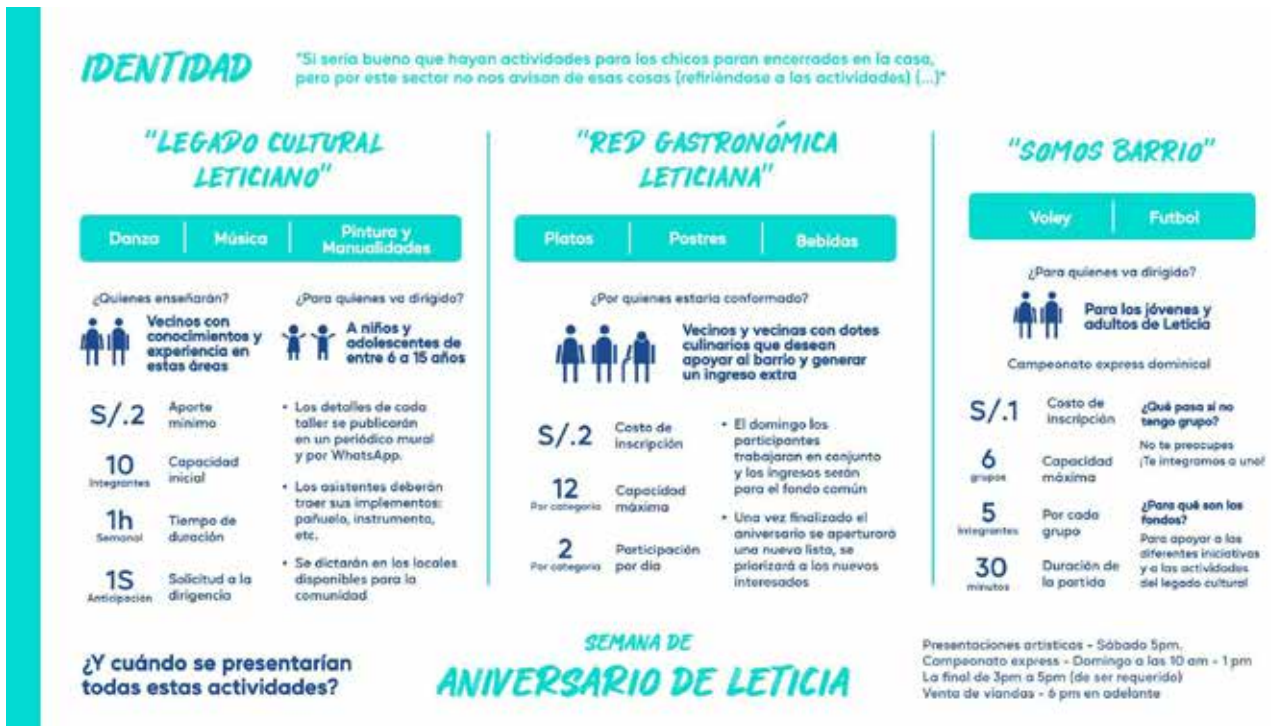 IDENTIDAD
"Si sería bueno que hayan actividades para los chicos paran encerrados en la casa,
pero por este sector no nos avisan de esas cosas (refiriéndose a las actividades) (...)"
"LEGADO CULTURAL
LETICIANO"
Danza
Música
Pintura y
Manualidades
¿Quienes enseñarán?
Vecinos con
conocimientos y
experiencia en
estas áreas
¿Para quienes va dirigido?
A niños y
adolescentes de
entre 6 a 15 años
S/.2
Aporte
mínimo
10
Integrantes
Capacidad
inicial
1h
Semanal
Tiempo de
duración
1S
Anticipación
Solicitud a la
dirigencia
• Los detalles de cada
taller se publicarán
en un periódico mural
y por WhatsApp.
• Los asistentes deberán
traer sus implementos:
pañuelo, instrumento,
etc.
• Se dictarán en los locales
disponibles para la
comunidad
"RED GASTRONÓMICA
LETICIANA"
Platos
Postres
Bebidas
¿Por quienes estaría conformado?
Vecinos y vecinas con dotes
culinarios que desean
apoyar al barrio y generar
un ingreso extra
S/.2
Costo de
inscripción
12
Por categoría
Capacidad
máxima
2
Por categoría
Participación
por día
• El domingo los
participantes
trabajaran en conjunto
y los ingresos serán
para el fondo común
• Una vez finalizado el
aniversario se aperturará
una nueva lista, se
priorizará a los nuevos
interesados
"SOMOS BARRIO"
Voley
Futbol
¿Para quienes va dirigido?
Para los jóvenes y
adultos de Leticia
Campeonato express dominical
S/.1
Costo de
inscripción
6
grupos
Capacidad
máxima
5
Integrantes
Por cada
grupo
30
minutos
Duración de
la partida
¿Qué pasa si no
tengo grupo?
No te preocupes
¡Te integramos a uno!
¿Para qué son los
fondos?
Para apoyar a las
diferentes iniciativas
y a las actividades
del legado cultural
¿Y cuándo se presentarían
todas estas actividades?
SEMANA DE
ANIVERSARIO DE LETICIA
Presentaciones artísticas - Sábado 5pm.
Campeonato express - Domingo a las 10 am - 1 pm
La final de 3pm a 5pm (de ser requerido)
Venta de viandas - 6 pm en adelante